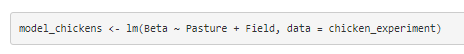 model_chickens <- lm(Beta ~ Pasture + Field, data = chicken_experiment)